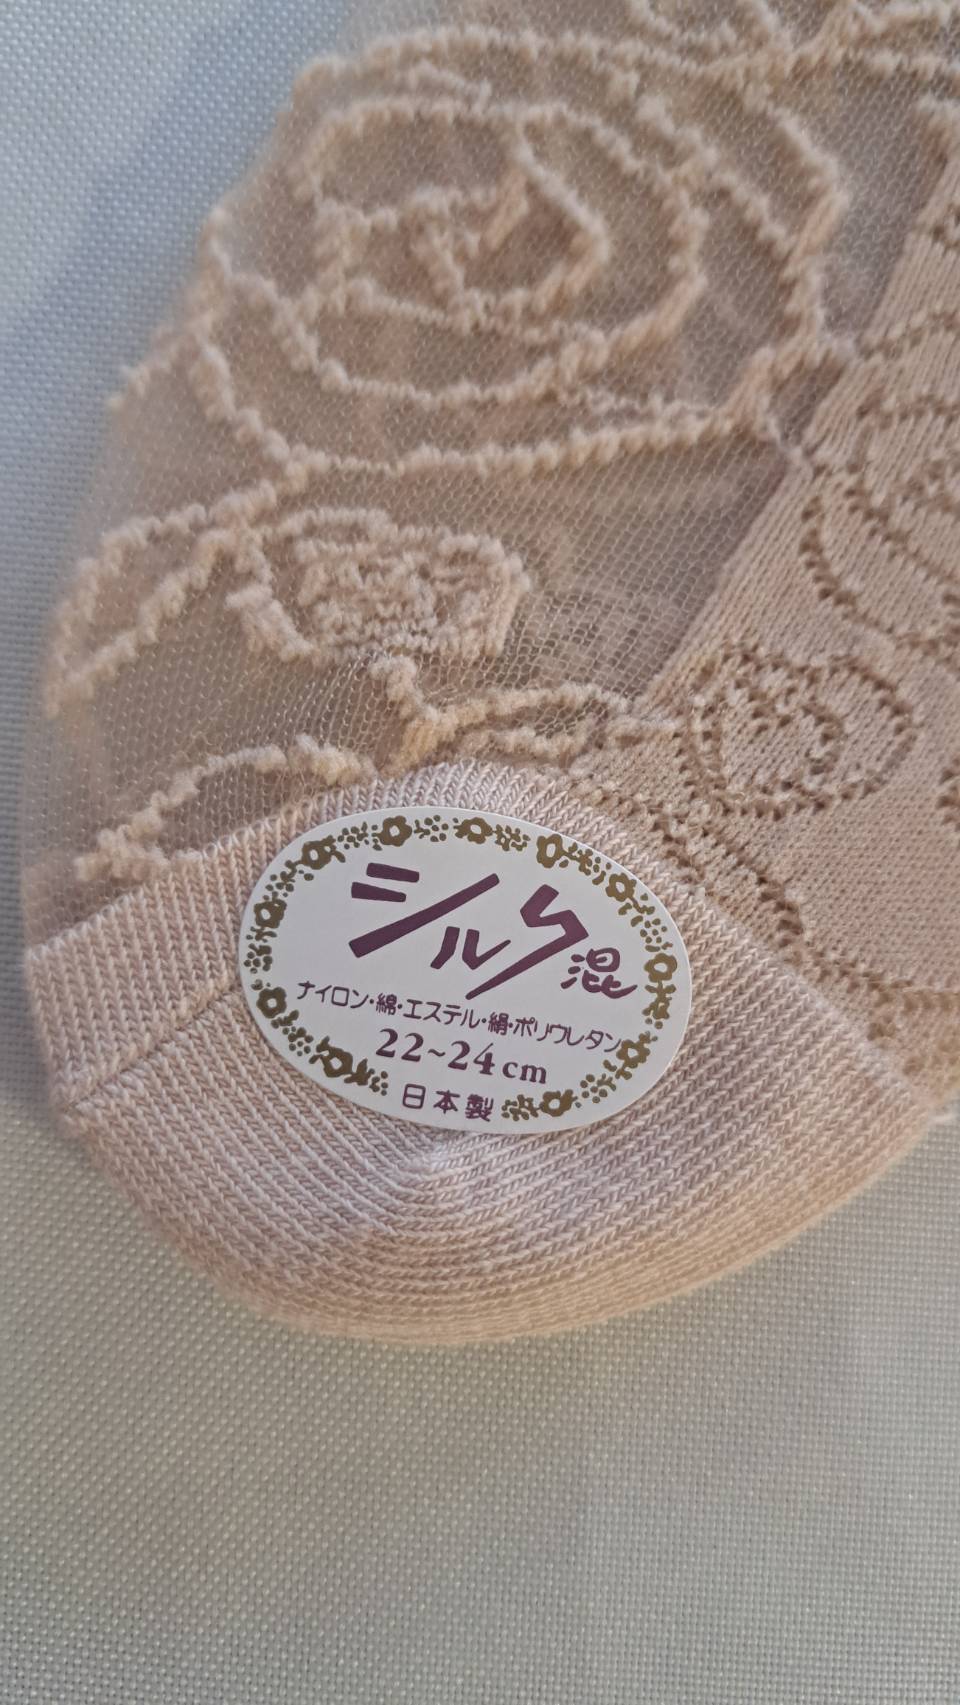 シルク混
ナイロン・綿・エステル・絹・ポリウレタン
22~24cm
日本製